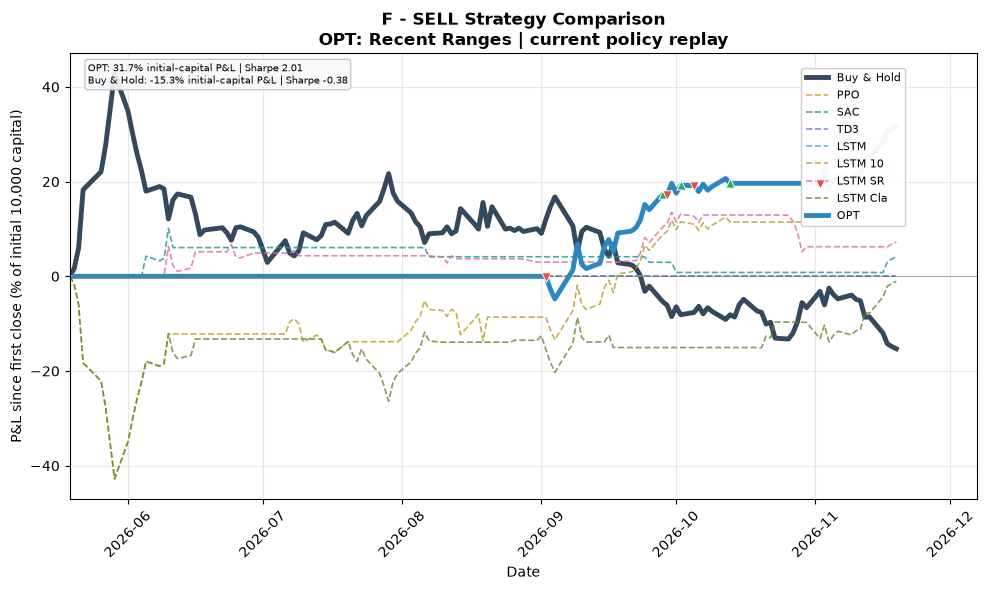 F - SELL Strategy Comparison
OPT: Recent Ranges | current policy replay
OPT: 31.7% initial-capital P&L | Sharpe 2.01
Buy & Hold: -15.3% initial-capital P&L | Sharpe -0.38
Buy & Hold
PPO
SAC
TD3
LSTM
LSTM 10
LSTM SR
LSTM Cla
OPT
P&L since first close (% of initial 10,000 capital)
40
20
0
−20
−40
2026-06
2026-07
2026-08
2026-09
2026-10
2026-11
2026-12
Date